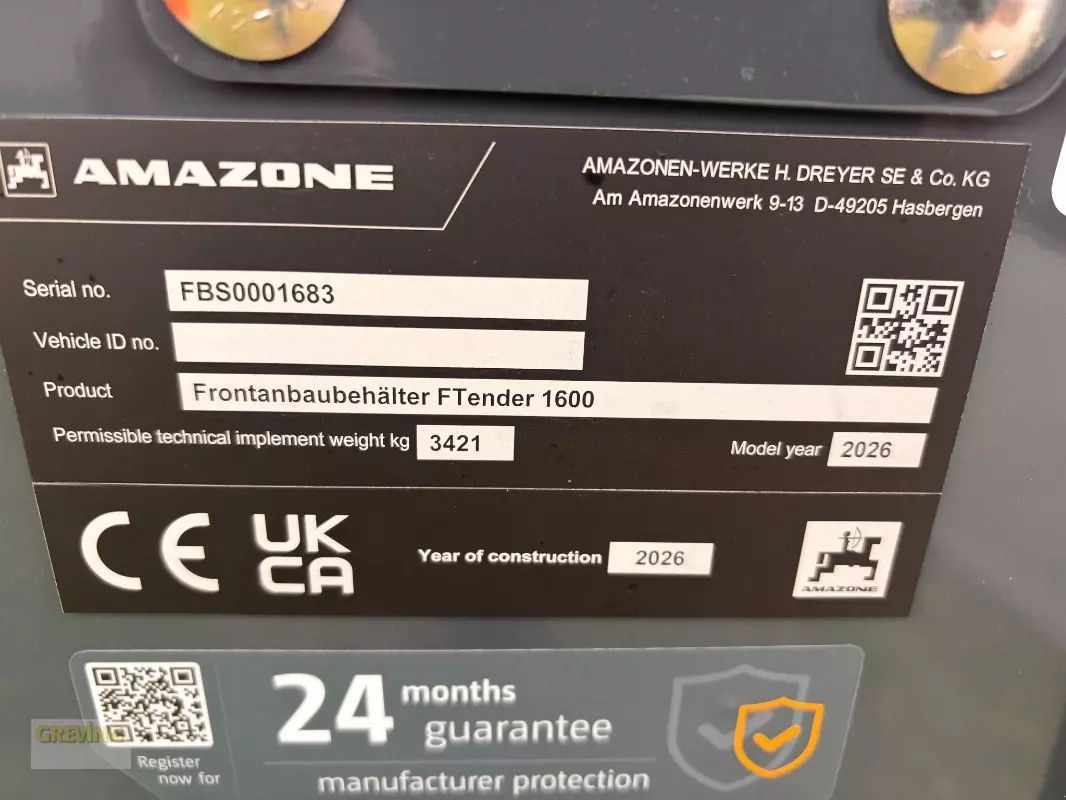 AMAZONE
AMAZONEN-WERKE H. DREYER SE & Co. KG
Am Amazonenwerk 9-13 D-49205 Hasbergen
Serial no. FBS0001683
Vehicle ID no.
Product Frontanbaubehälter FTender 1600
Permissible technical implement weight kg 3421 Model year 2026
CE UK CA
Year of construction 2026
AMAZONE
24 months
guarantee
GREVING
Register
now for
manufacturer protection